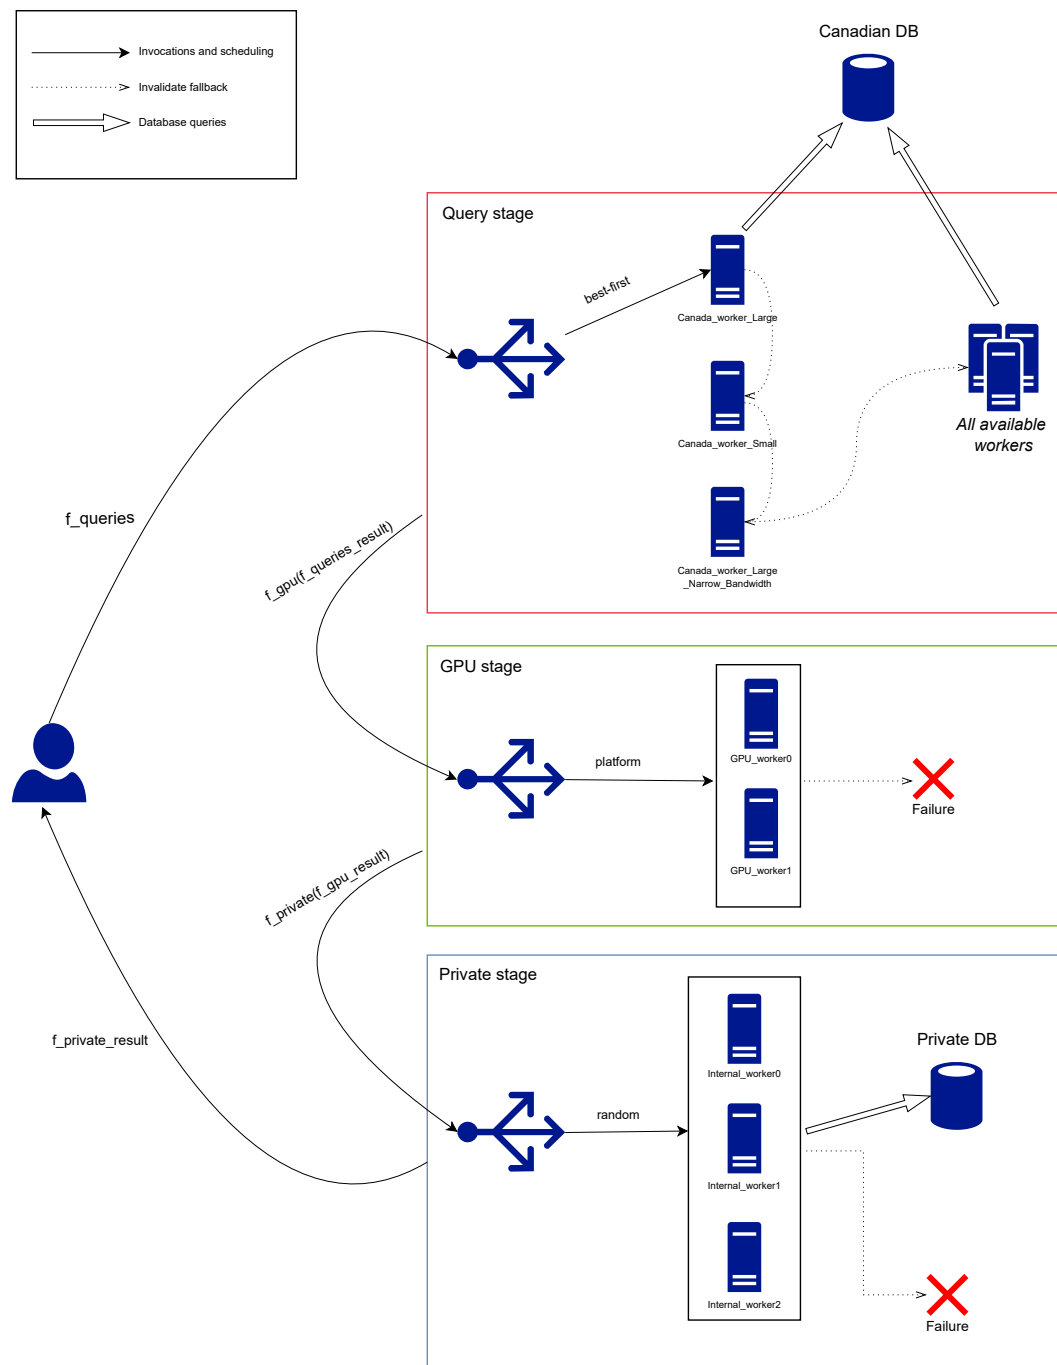 Invocations and scheduling
Invalidate fallback
Database queries
Canadian DB
Query stage
best-first
Canada_worker_Large
Canada_worker_Small
All available
workers
Canada_worker_Large
_Narrow_Bandwidth
f_queries
f_gpu(f_queries_result)
GPU stage
platform
GPU_worker0
GPU_worker1
Failure
f_private(f_gpu_result)
Private stage
f_private_result
random
Internal_worker0
Internal_worker1
Internal_worker2
Private DB
Failure